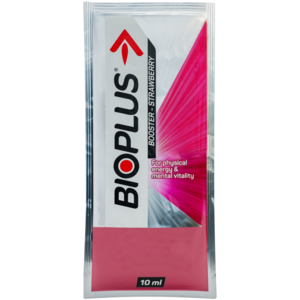 BIOPLUS®
BOOSTER - STRAWBERRY
For physical
energy &
mental vitality
10 ml